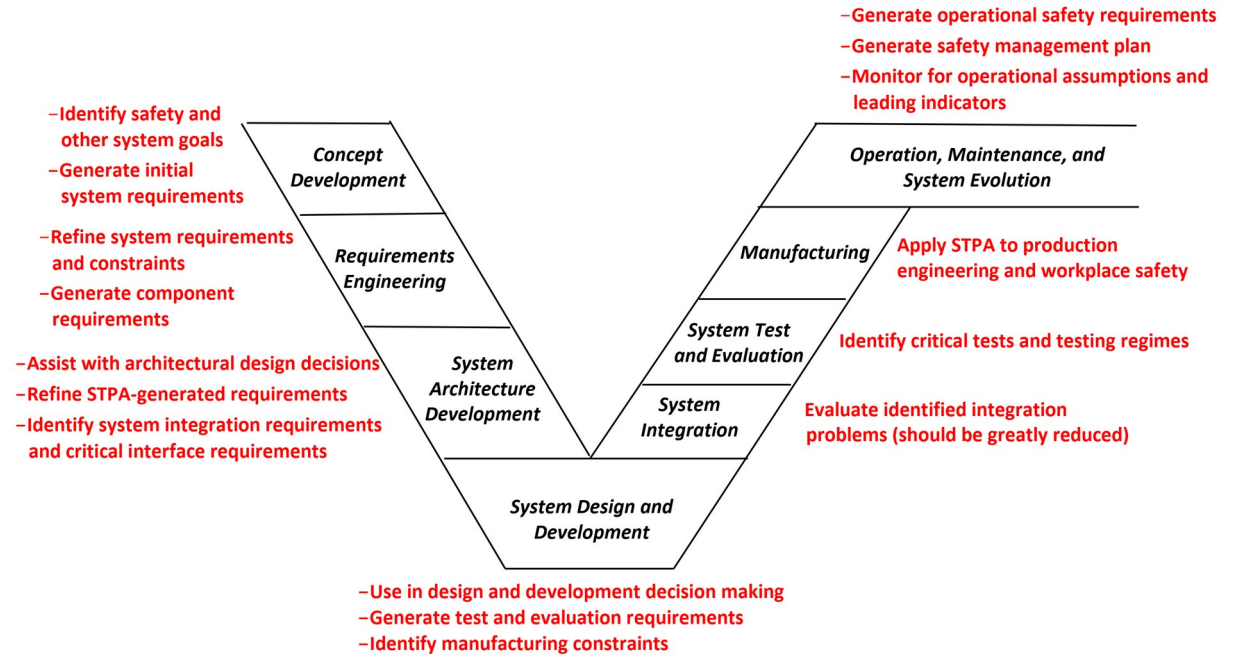 –Generate operational safety requirements
–Generate safety management plan
–Monitor for operational assumptions and
leading indicators
–Identify safety and
other system goals
–Generate initial
system requirements
Concept
Development
Operation, Maintenance, and
System Evolution
–Refine system requirements
and constraints
–Generate component
requirements
Requirements
Engineering
Manufacturing
Apply STPA to production
engineering and workplace safety
–Assist with architectural design decisions
–Refine STPA-generated requirements
–Identify system integration requirements
and critical interface requirements
System
Architecture
Development
System Test
and Evaluation
Identify critical tests and testing regimes
System
Integration
Evaluate identified integration
problems (should be greatly reduced)
System Design and
Development
–Use in design and development decision making
–Generate test and evaluation requirements
–Identify manufacturing constraints